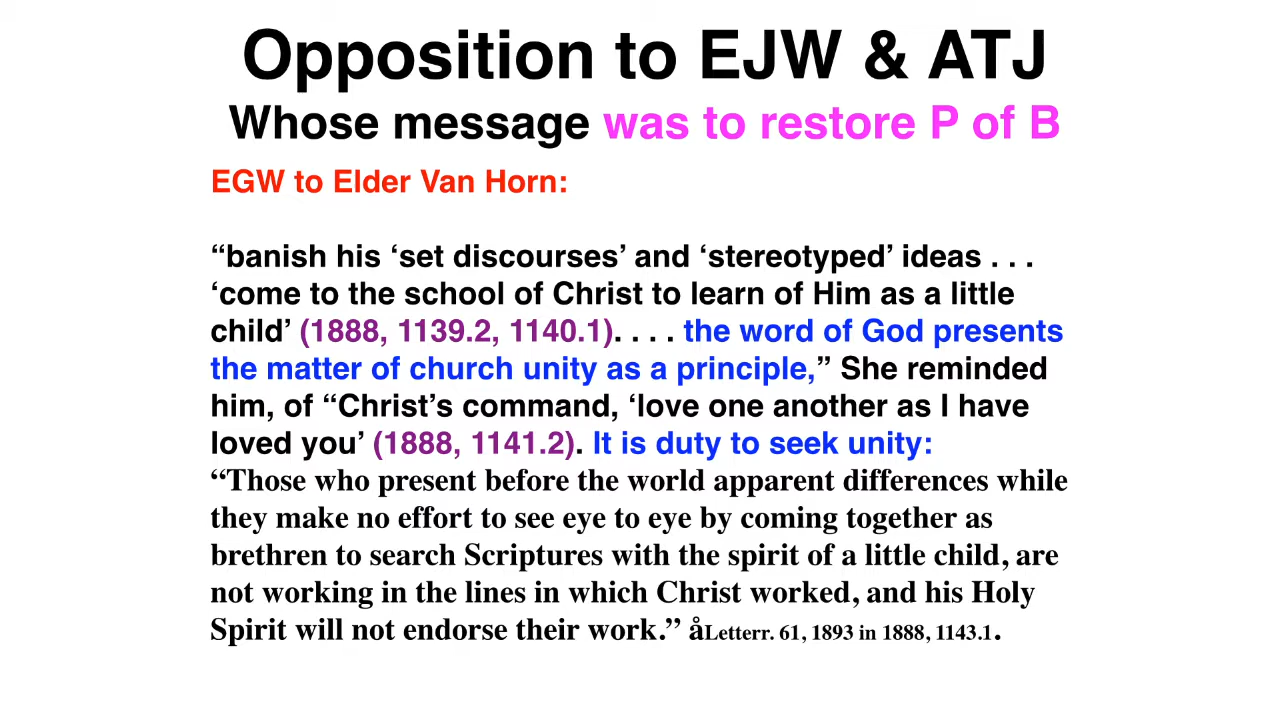 Opposition to EJW & ATJ
Whose message was to restore P of B
EGW to Elder Van Horn:
“banish his ‘set discourses’ and ‘stereotyped’ ideas . . .
‘come to the school of Christ to learn of Him as a little
child’ (1888, 1139.2, 1140.1). . . . the word of God presents
the matter of church unity as a principle,” She reminded
him, of “Christ’s command, ‘love one another as I have
loved you’ (1888, 1141.2). It is duty to seek unity:
“Those who present before the world apparent differences while
they make no effort to see eye to eye by coming together as
brethren to search Scriptures with the spirit of a little child, are
not working in the lines in which Christ worked, and his Holy
Spirit will not endorse their work.” åLetterr. 61, 1893 in 1888, 1143.1.